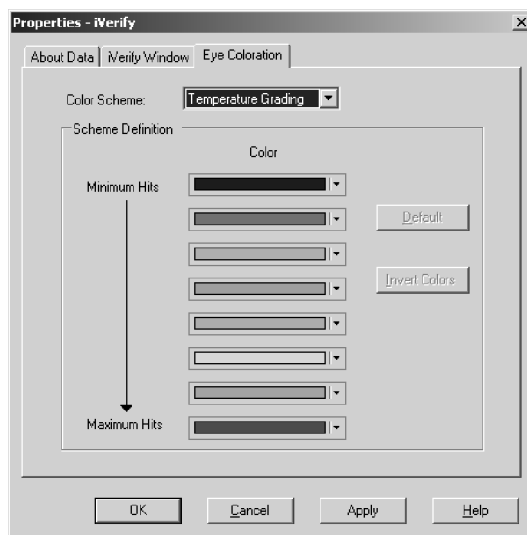 Properties - iVerify
About Data
iVerify Window
Eye Coloration
Color Scheme:
Temperature Grading
Scheme Definition
Color
Minimum Hits
Default
Invert Colors
Maximum Hits
OK
Cancel
Apply
Help